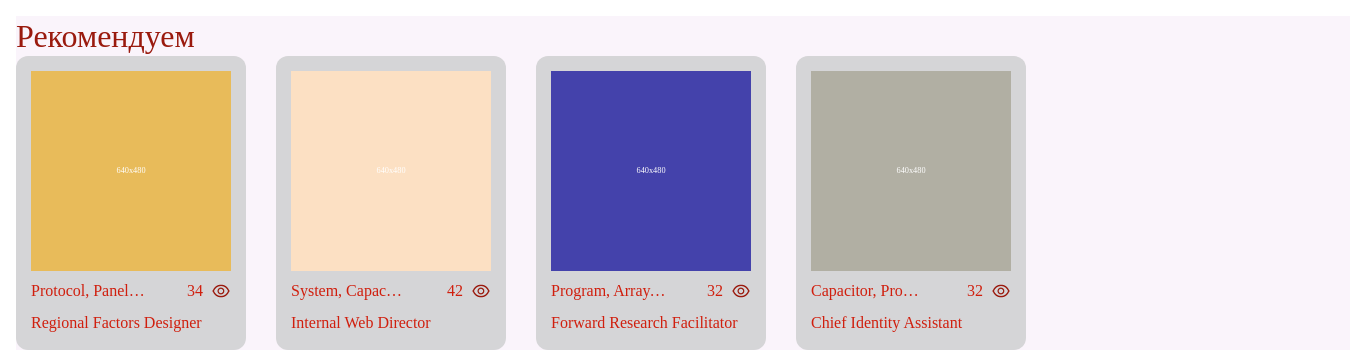 Рекомендуем
640x480
640x480
640x480
640x480
Protocol, Panel… 34
System, Capac… 42
Program, Array… 32
Capacitor, Pro… 32
Regional Factors Designer
Internal Web Director
Forward Research Facilitator
Chief Identity Assistant